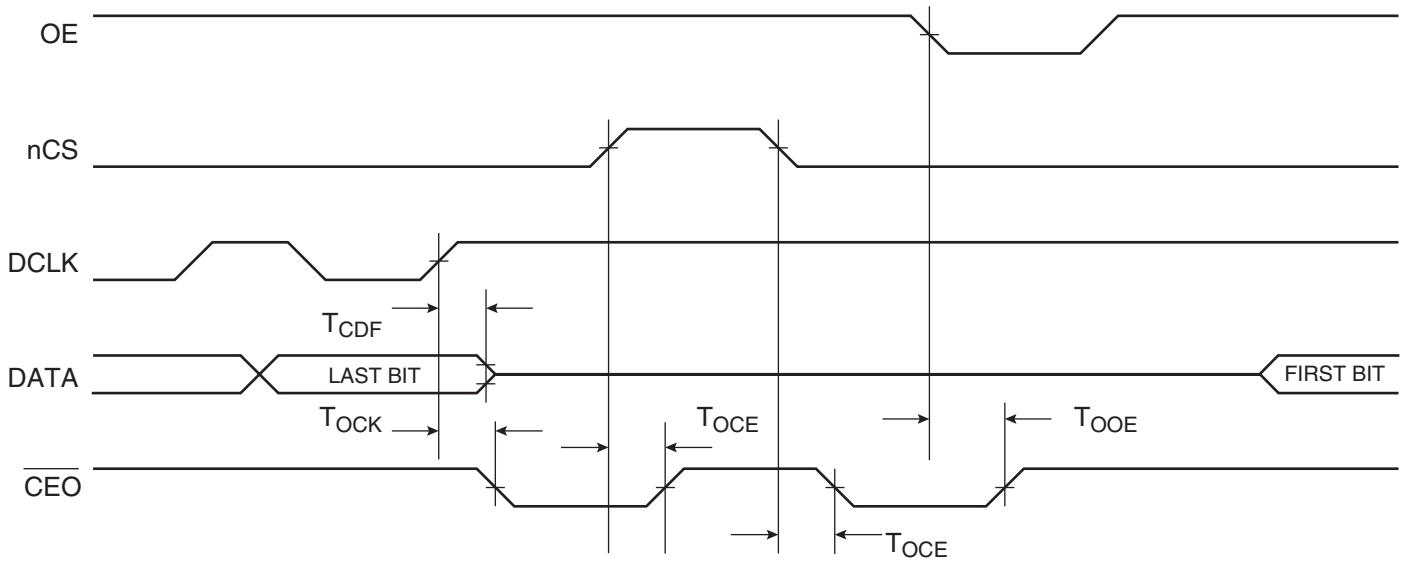 OE
nCS
DCLK
TCDF
DATA LAST BIT FIRST BIT
TOCK TOCE TOOE
CEO
TOCE